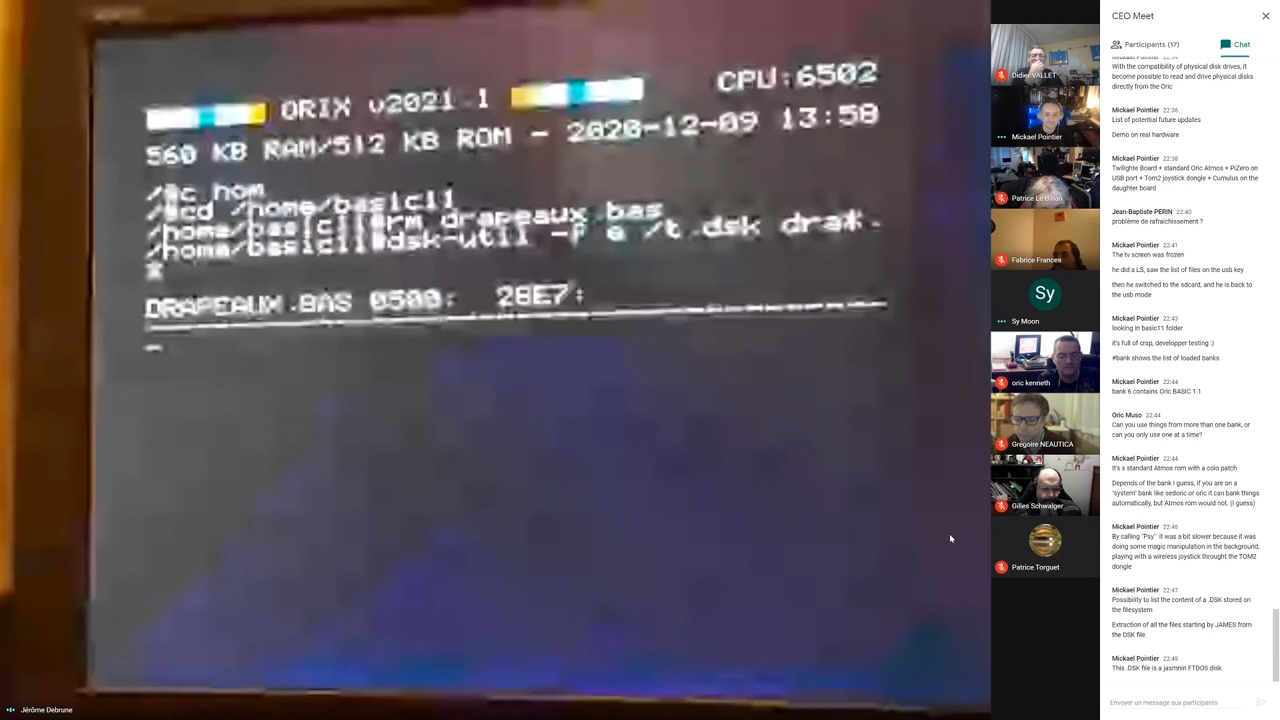 ORIX v2021.1 CPU:6502
560 KB RAM/512 KB ROM - 2020-12-09 13:58
/#cd /home/basic11
/home/basic11#rm drapeaux.bas
/home/basic11#dsk-util -f e /t.dsk dra*.
*
DRAPEAUX.BAS 0500: 28E7:
Jérôme Debrune
Didier VALLET
Mickael Pointier
Patrice Le Bihan
Fabrice Frances
Sy
Sy Moon
oric kenneth
Grégoire NEAUTICA
Gilles Schwalger
Patrice Torguet
CEO Meet
Participants (17)
Chat
With the compatibility of physical disk drives, it
become possible to read and drive physical disks
directly from the Oric
Mickael Pointier 22:36
List of potential future updates
Demo on real hardware
Mickael Pointier 22:38
Twilighte Board + standard Oric Atmos + PiZero on
USB port + Tom2 joystick dongle + Cumulus on the
daughter board
Jean-Baptiste PERIN 22:40
problème de rafraichissement ?
Mickael Pointier 22:41
The tv screen was frozen
he did a LS, saw the list of files on the usb key
then he switched to the sdcard, and he is back to
the usb mode
Mickael Pointier 22:43
looking in basic11 folder
it's full of crap, developper testing :)
#bank shows the list of loaded banks
Mickael Pointier 22:44
bank 6 contains Oric BASIC 1.1
Oric Muso 22:44
Can you use things from more than one bank, or
can you only use one at a time?
Mickael Pointier 22:44
It's s standard Atmos rom with a colo patch
Depends of the bank I guess, if you are on a
"system" bank like sedoric or oric it can bank things
automatically, but Atmos rom would not. (I guess)
Mickael Pointier 22:46
By calling "Psy" it was a bit slower because it was
doing some magic manipulation in the background,
playing with a wireless joystick throught the TOM2
dongle
Mickael Pointier 22:47
Possibility to list the content of a .DSK stored on
the filesystem
Extraction of all the files starting by JAMES from
the DSK file
Mickael Pointier 22:49
This .DSK file is a jasmnin FTDOS disk
Envoyer un message aux participants